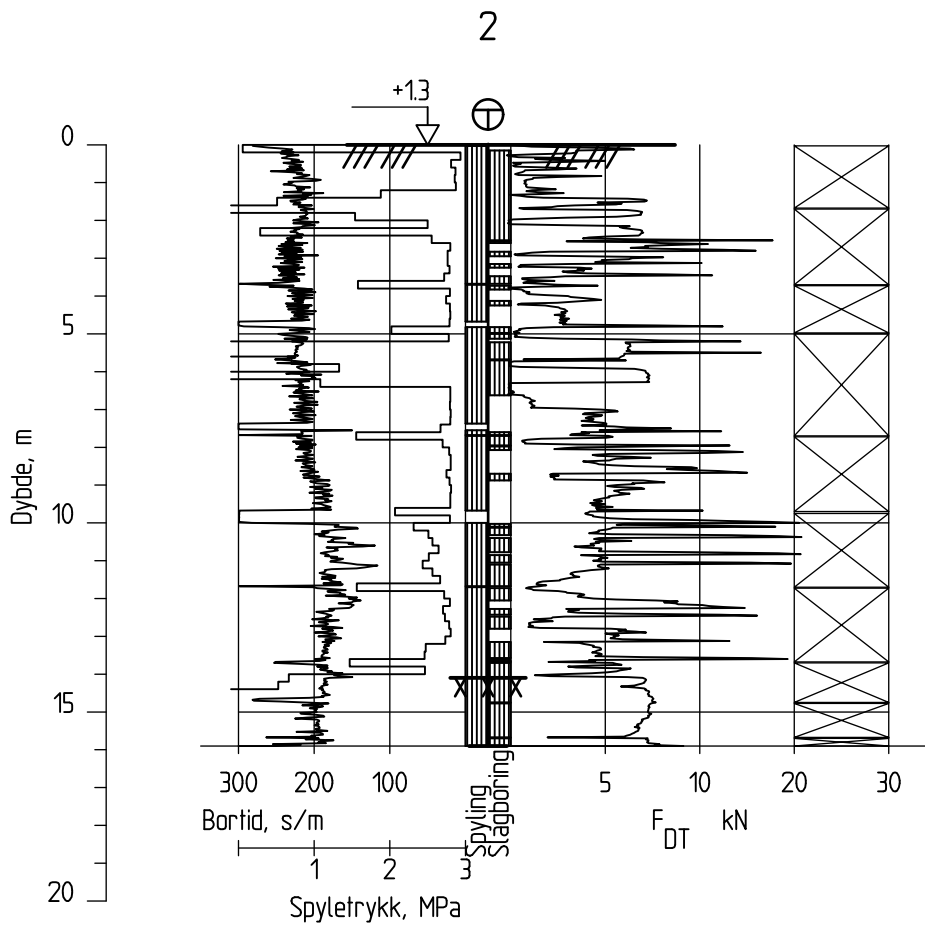 2
+1.3
0
5
10
15
20
Dybde, m
300 200 100
Bortid, s/m
1 2 3
Spyletrykk, MPa
Spyling
Slagboring
5 10 20 30
F DT kN